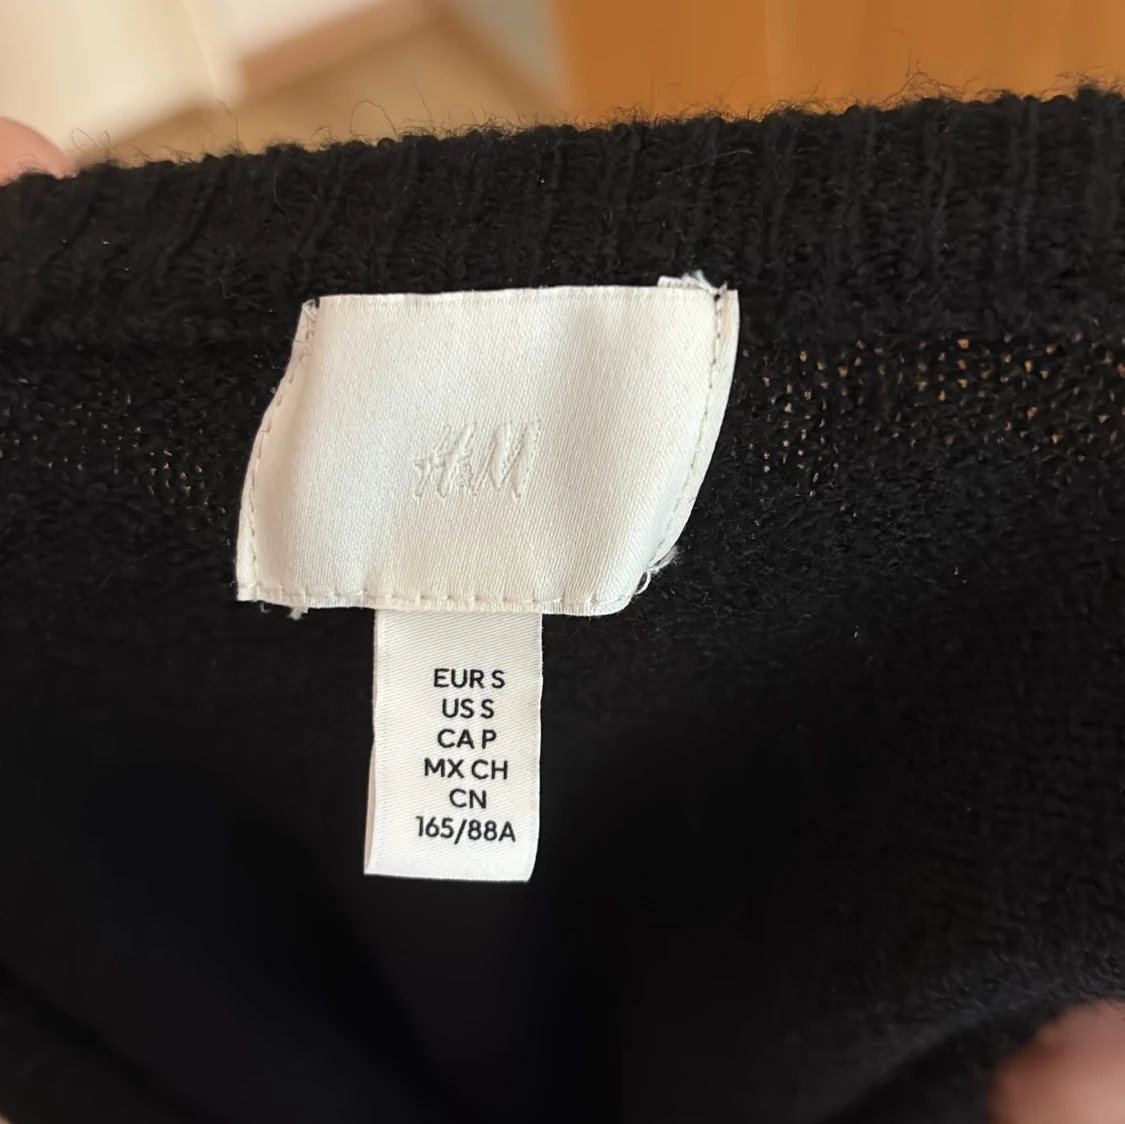 H&M
EUR S
US S
CA P
MX CH
CN
165/88A